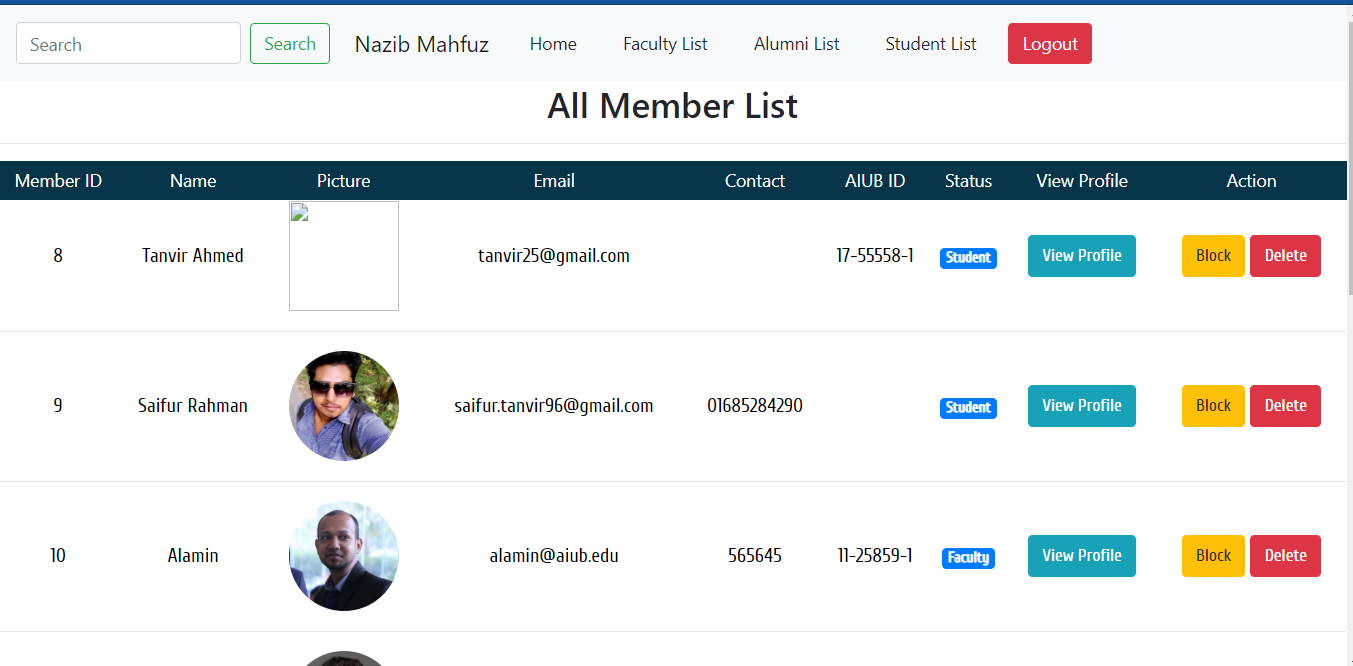 Search Search Nazib Mahfuz Home Faculty List Alumni List Student List Logout
All Member List
Member ID Name Picture Email Contact AIUB ID Status View Profile Action
8 Tanvir Ahmed tanvir25@gmail.com 17-55558-1 Student View Profile Block Delete
9 Saifur Rahman saifur.tanvir96@gmail.com 01685284290 Student View Profile Block Delete
10 Alamin alamin@aiub.edu 565645 11-25859-1 Faculty View Profile Block Delete